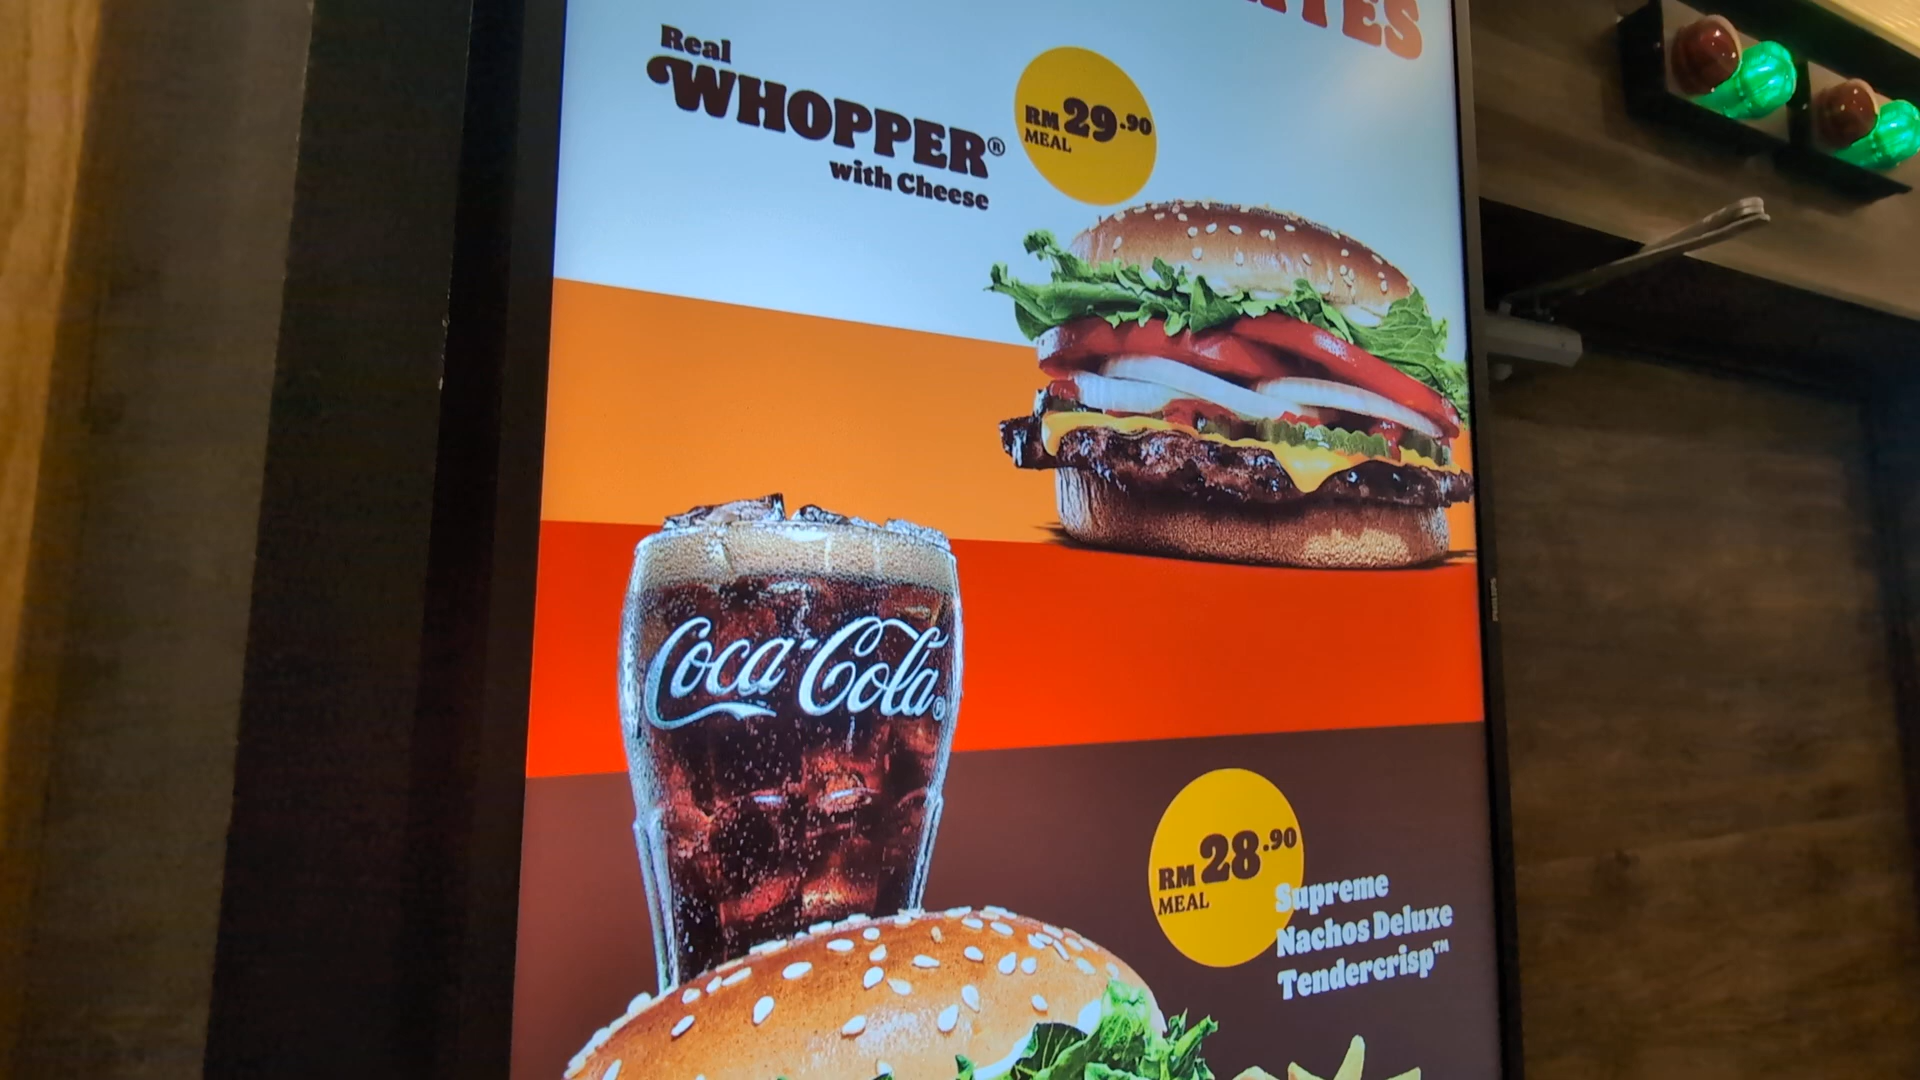 Real
WHOPPER®
with Cheese
RM 29.90
MEAL
Coca-Cola®
RM 28.90
MEAL
Supreme
Nachos Deluxe
Tendercrisp™